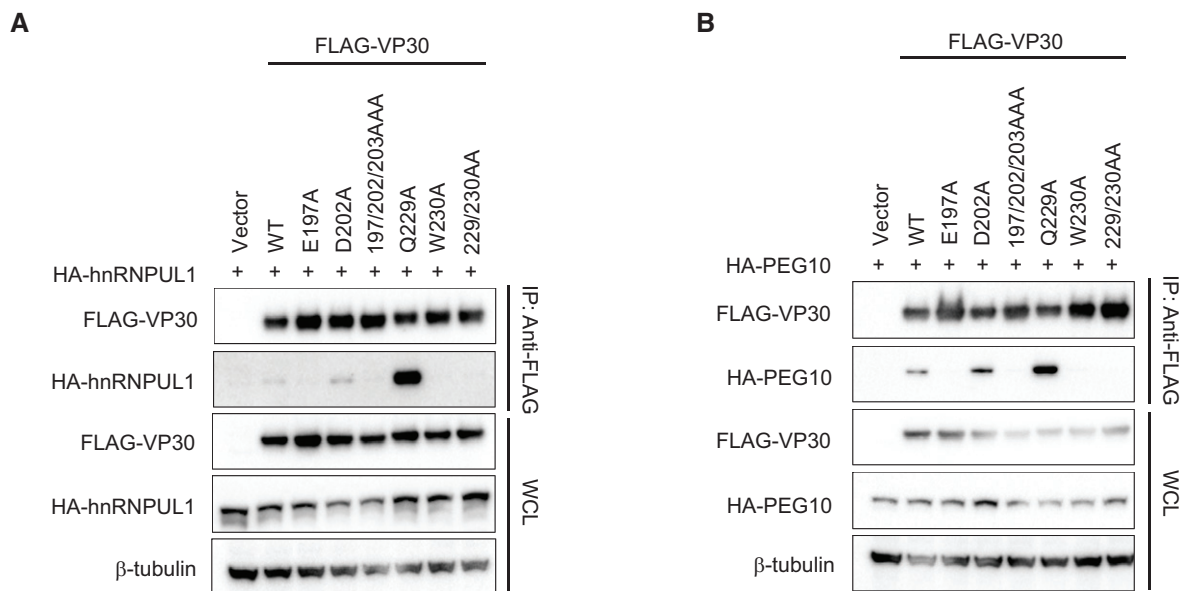 A
FLAG-VP30
Vector
WT
E197A
D202A
197/202/203AAA
Q229A
W230A
229/230AA
HA-hnRNPUL1 + + + + + + + +
FLAG-VP30
HA-hnRNPUL1
IP: Anti-FLAG
FLAG-VP30
HA-hnRNPUL1
β-tubulin
WCL
B
FLAG-VP30
Vector
WT
E197A
D202A
197/202/203AAA
Q229A
W230A
229/230AA
HA-PEG10 + + + + + + + +
FLAG-VP30
HA-PEG10
IP: Anti-FLAG
FLAG-VP30
HA-PEG10
β-tubulin
WCL